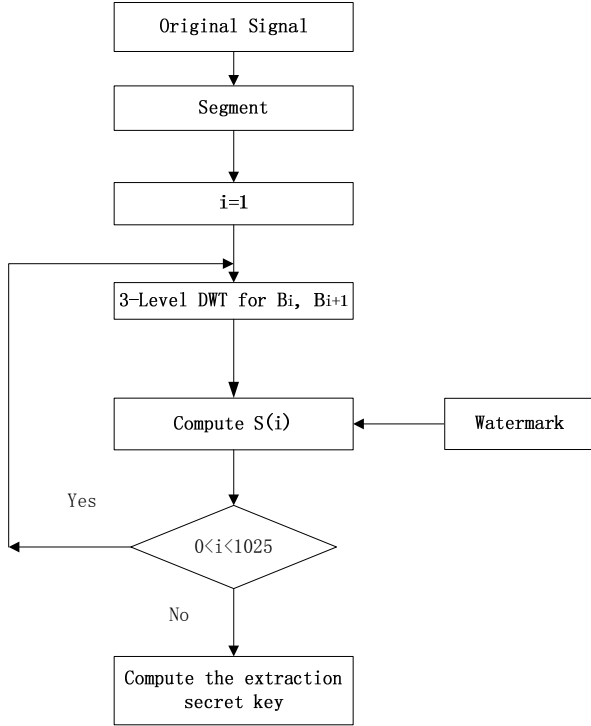 Original Signal
Segment
i=1
3-Level DWT for Bi, Bi+1
Compute S(i)
Watermark
Yes
0<i<1025
No
Compute the extraction
secret key